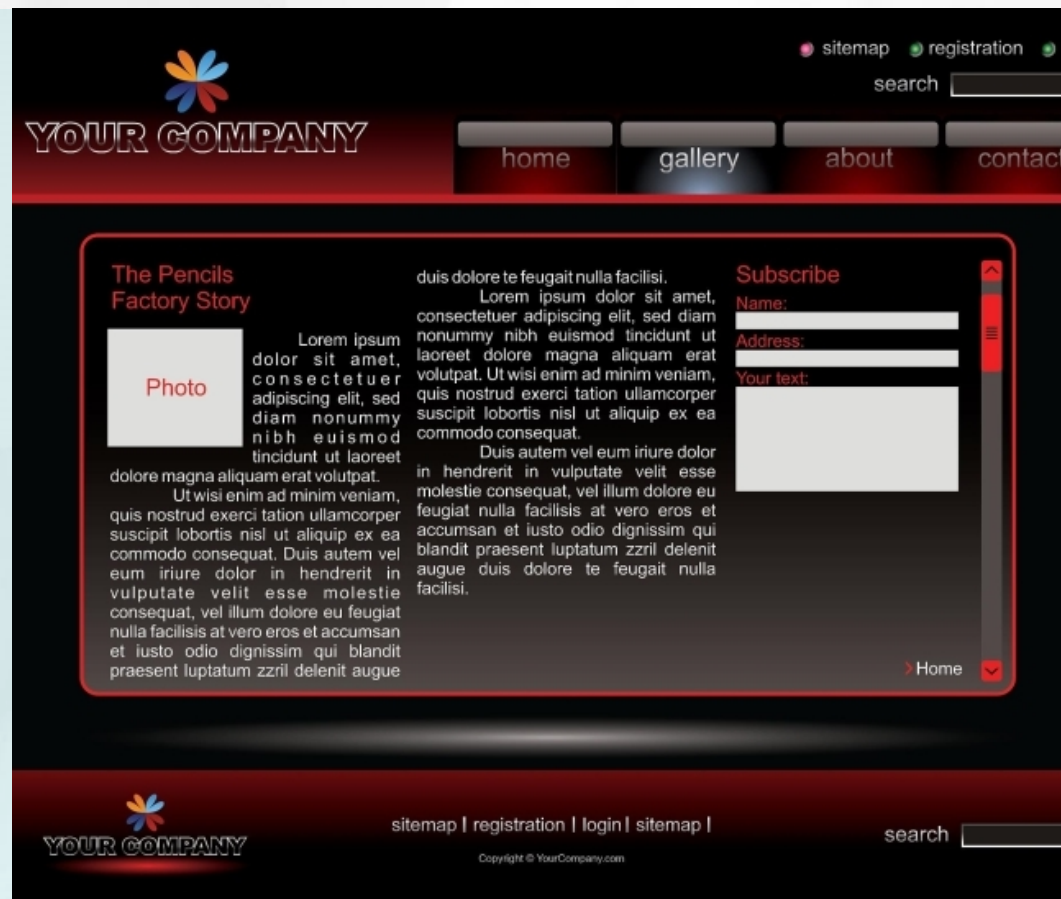 sitemap registration
search
YOUR COMPANY
home gallery about contact
The Pencils
Factory Story
Photo
Lorem ipsum
dolor sit amet,
consectetuer
adipiscing elit, sed
diam nonummy
nibh euismod
tincidunt ut laoreet
dolore magna aliquam erat volutpat.
Ut wisi enim ad minim veniam,
quis nostrud exerci tation ullamcorper
suscipit lobortis nisl ut aliquip ex ea
commodo consequat. Duis autem vel
eum iriure dolor in hendrerit in
vulputate velit esse molestie
consequat, vel illum dolore eu feugiat
nulla facilisis at vero eros et accumsan
et iusto odio dignissim qui blandit
praesent luptatum zzril delenit augue
duis dolore te feugait nulla facilisi.
Lorem ipsum dolor sit amet,
consectetuer adipiscing elit, sed diam
nonummy nibh euismod tincidunt ut
laoreet dolore magna aliquam erat
volutpat. Ut wisi enim ad minim veniam,
quis nostrud exerci tation ullamcorper
suscipit lobortis nisl ut aliquip ex ea
commodo consequat.
Duis autem vel eum iriure dolor
in hendrerit in vulputate velit esse
molestie consequat, vel illum dolore eu
feugiat nulla facilisis at vero eros et
accumsan et iusto odio dignissim qui
blandit praesent luptatum zzril delenit
augue duis dolore te feugait nulla
facilisi.
Subscribe
Name:
Address:
Your text:
>Home
YOUR COMPANY
sitemap | registration | login | sitemap |
Copyright © YourCompany.com
search